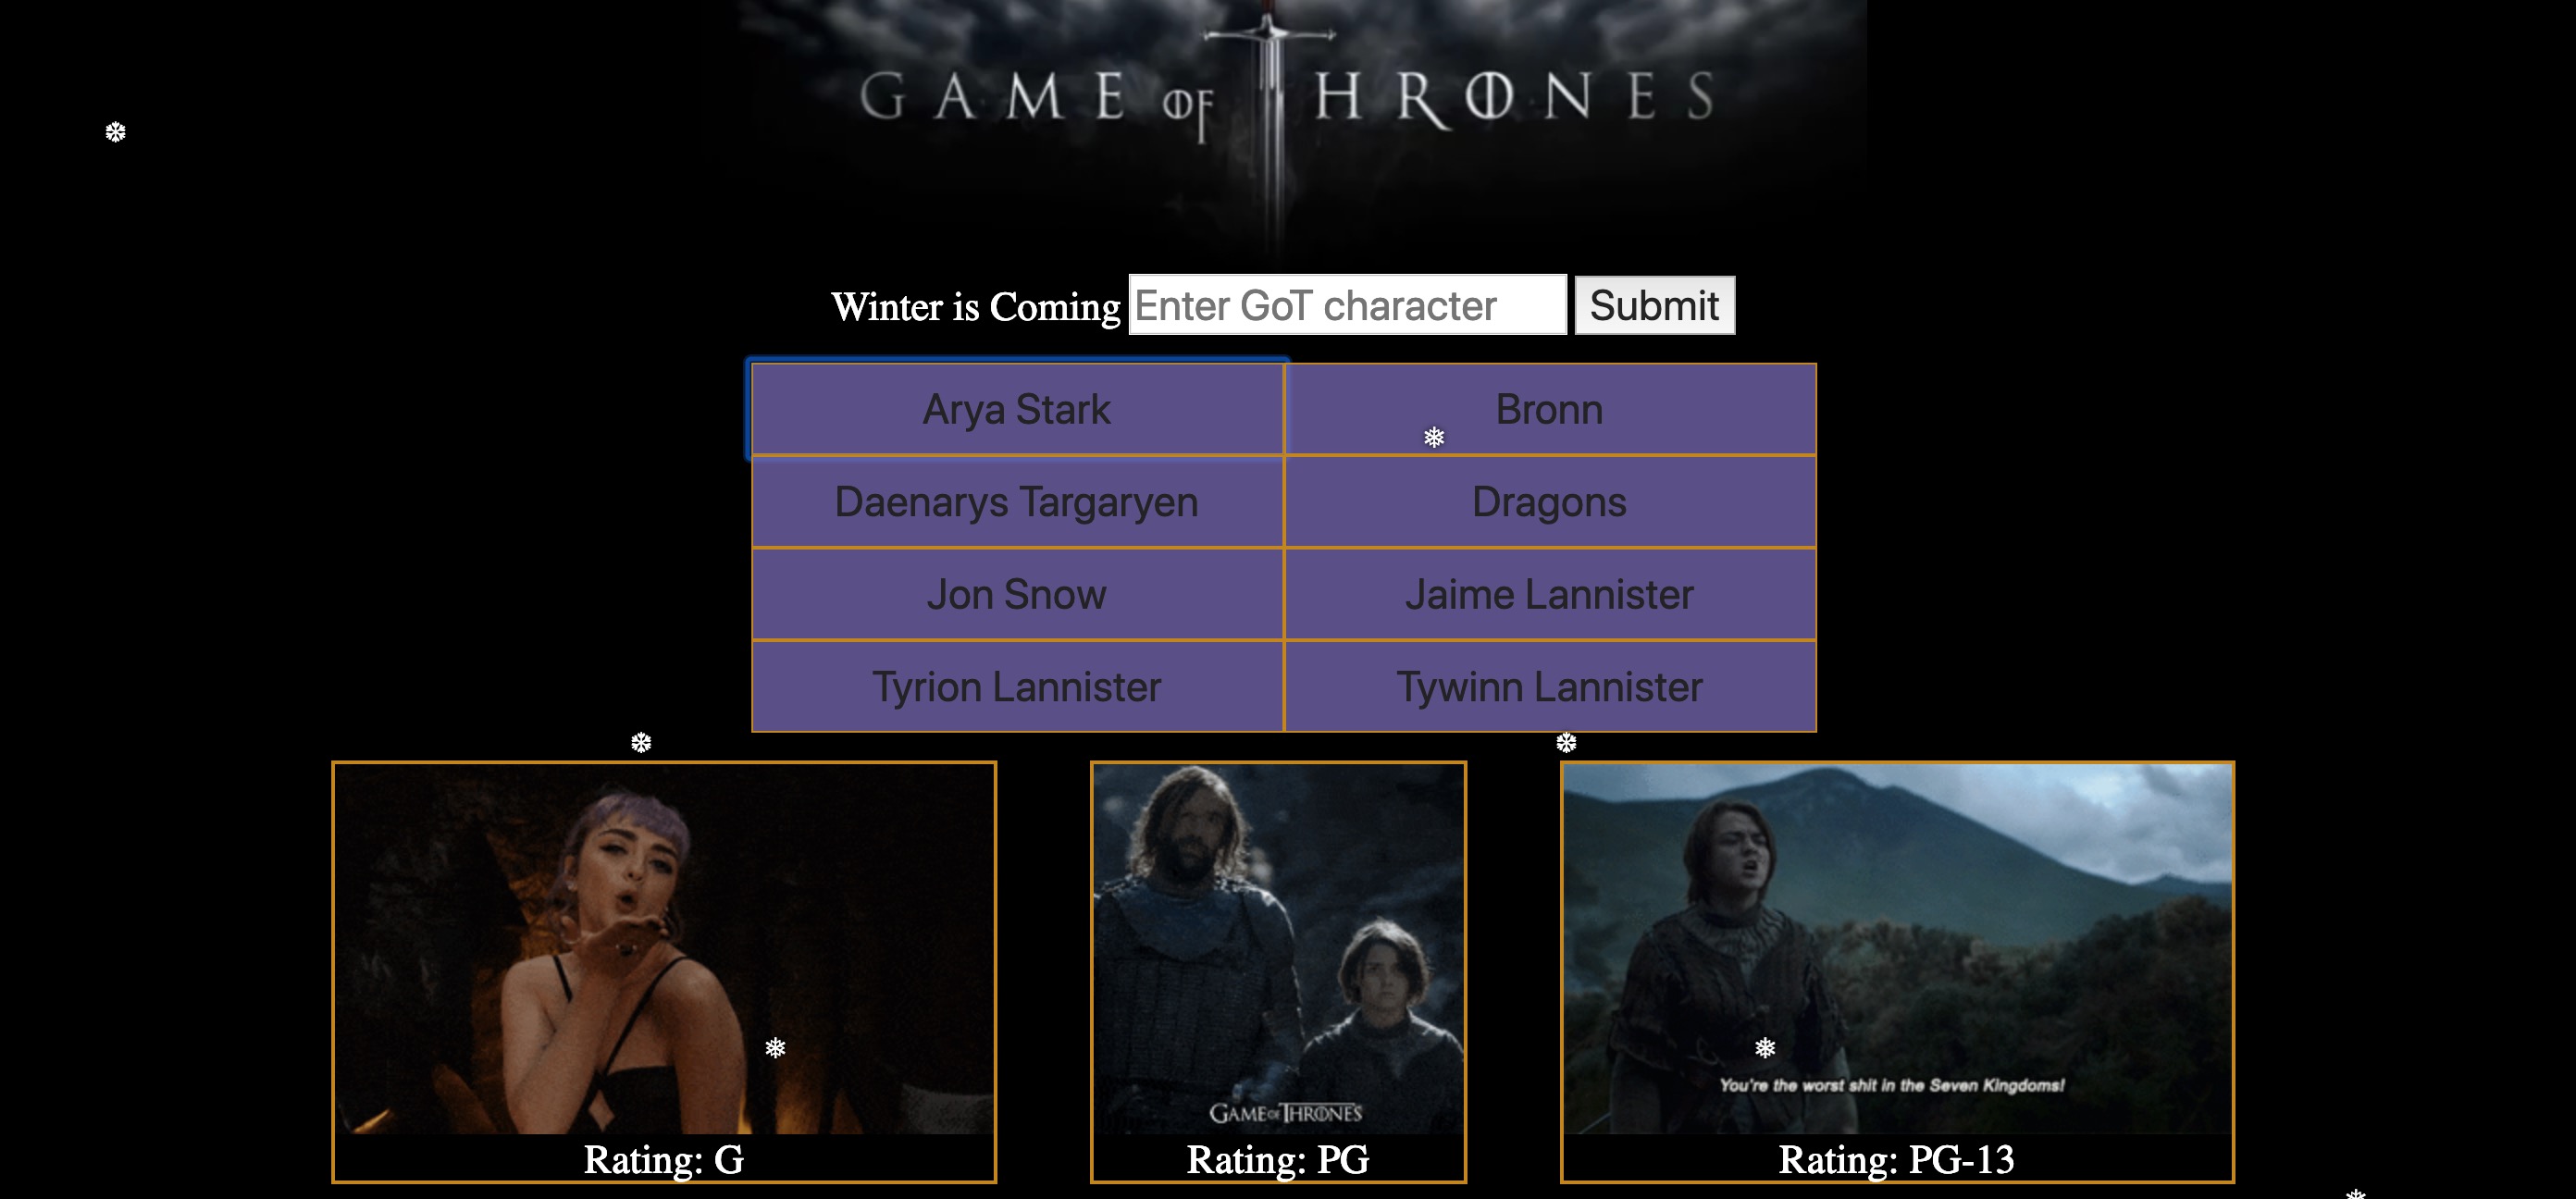 GAME OF THRONES
Winter is Coming Enter GoT character Submit
Arya Stark Bronn
Daenarys Targaryen Dragons
Jon Snow Jaime Lannister
Tyrion Lannister Tywinn Lannister
You're the worst shit in the Seven Kingdoms!
GAME OF THRONES
Rating: G Rating: PG Rating: PG-13